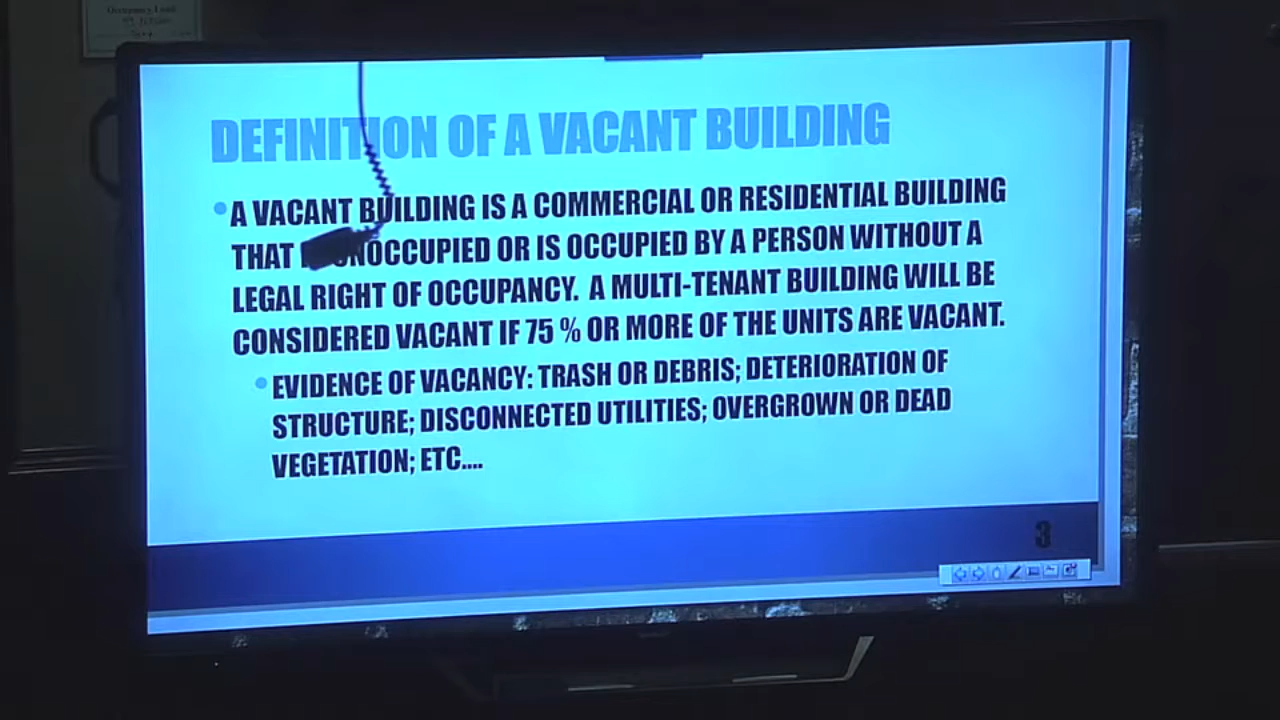 Occupancy Load
DEFINITION OF A VACANT BUILDING
A VACANT BUILDING IS A COMMERCIAL OR RESIDENTIAL BUILDING
THAT UNOCCUPIED OR IS OCCUPIED BY A PERSON WITHOUT A
LEGAL RIGHT OF OCCUPANCY. A MULTI-TENANT BUILDING WILL BE
CONSIDERED VACANT IF 75 % OR MORE OF THE UNITS ARE VACANT.
EVIDENCE OF VACANCY: TRASH OR DEBRIS; DETERIORATION OF
STRUCTURE; DISCONNECTED UTILITIES; OVERGROWN OR DEAD
VEGETATION; ETC....
3